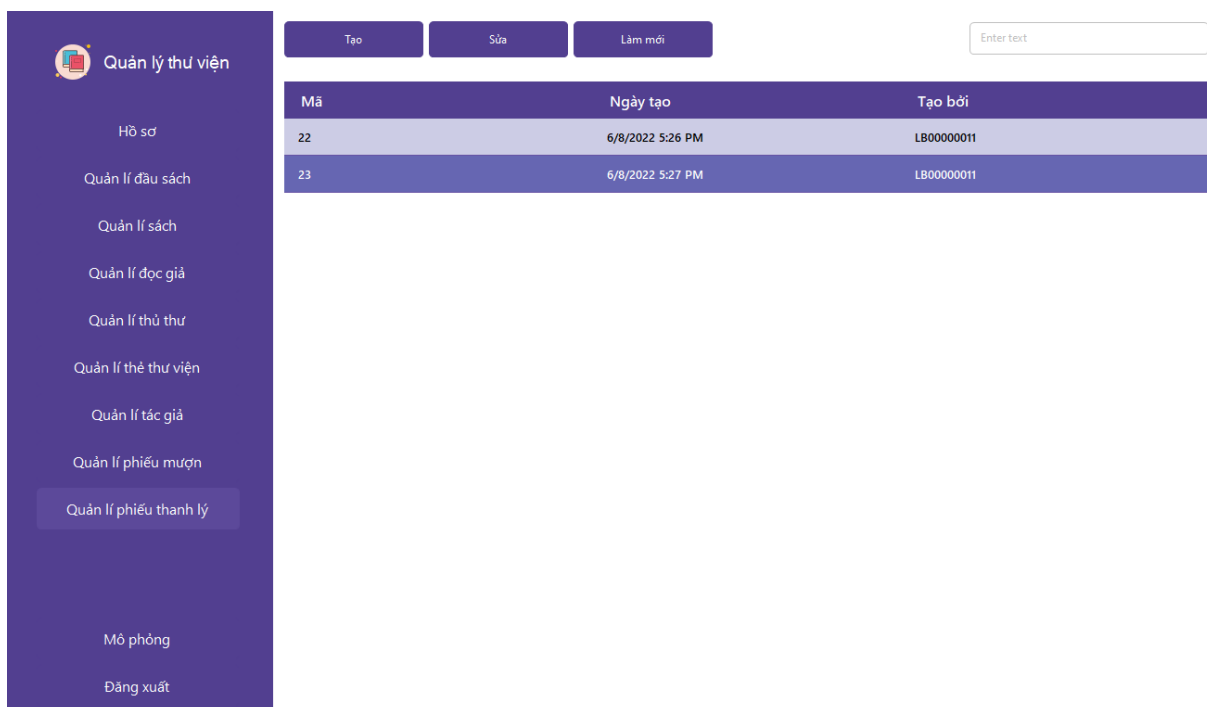 Quản lý thư viện
Hồ sơ
Quản lí đầu sách
Quản lí sách
Quản lí đọc giả
Quản lí thủ thư
Quản lí thẻ thư viện
Quản lí tác giả
Quản lí phiếu mượn
Quản lí phiếu thanh lý
Mô phỏng
Đăng xuất
Tạo Sửa Làm mới Enter text
Mã Ngày tạo Tạo bởi
22 6/8/2022 5:26 PM LB00000011
23 6/8/2022 5:27 PM LB00000011